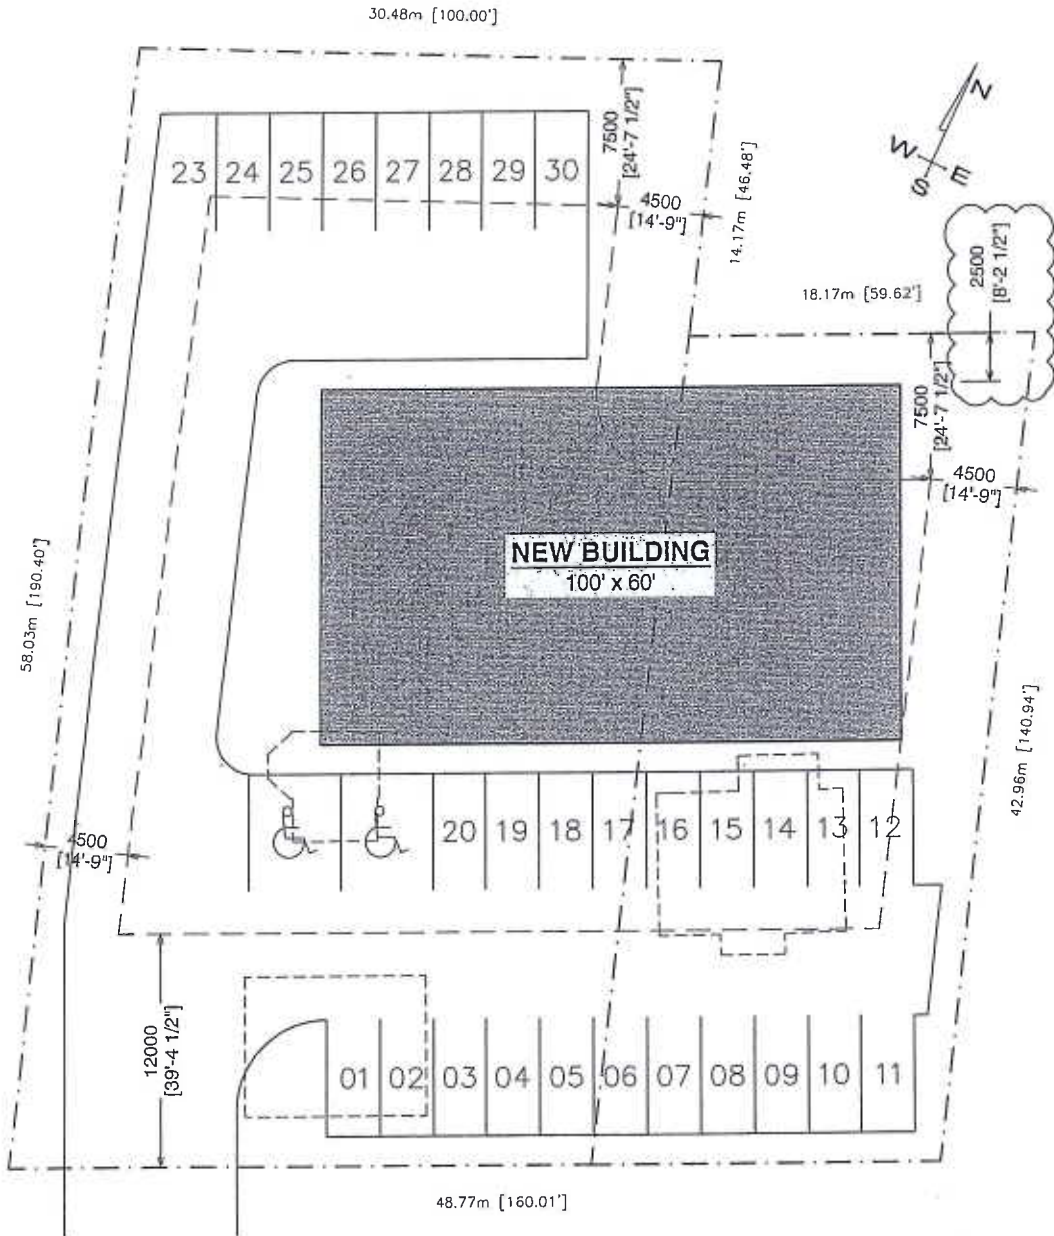 30.48m [100.00']
7500
[24'-7 1/2"]
N
W
E
S
14.17m [46.48']
23 24 25 26 27 28 29 30
4500
[14'-9"]
2500
[8'-2 1/2"]
18.17m [59.62']
7500
[24'-7 1/2"]
4500
[14'-9"]
NEW BUILDING
100' x 60'
58.03m [190.40']
42.96m [140.94']
4500
[14'-9"]
20 19 18 17 16 15 14 13 12
12000
[39'-4 1/2"]
01 02 03 04 05 06 07 08 09 10 11
48.77m [160.01']